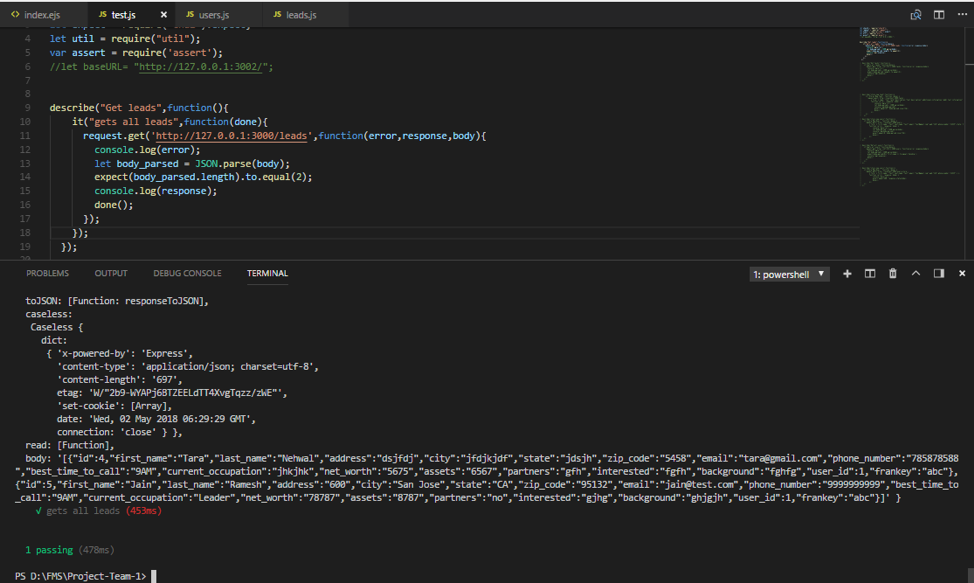 index.ejs JS test.js × JS users.js JS leads.js
4 let util = require("util");
5 var assert = require('assert');
6 //let baseURL= "http://127.0.0.1:3002/";
7
8
9 describe("Get leads",function(){
10 it("gets all leads",function(done){
11 request.get('http://127.0.0.1:3000/leads',function(error,response,body){
12 console.log(error);
13 let body_parsed = JSON.parse(body);
14 expect(body_parsed.length).to.equal(2);
15 console.log(response);
16 done();
17 });
18 });
19 });
PROBLEMS OUTPUT DEBUG CONSOLE TERMINAL 1: powershell
toJSON: [Function: responseToJSON],
caseless:
Caseless {
dict:
{ 'x-powered-by': 'Express',
'content-type': 'application/json; charset=utf-8',
'content-length': '697',
etag: 'W/"2b9-WYAPj6BTZEELdTT4XvgTqzz/zWE"',
'set-cookie': [Array],
date: 'Wed, 02 May 2018 06:29:29 GMT',
connection: 'close' } },
read: [Function],
body: '[{"id":4,"first_name":"Tara","last_name":"Nehwal","address":"dsjfdj","city":"jfdjkjdf","state":"jdsjh","zip_code":"5458","email":"tara@gmail.com","phone_number":"785878588
","best_time_to_call":"9AM","current_occupation":"jhkjhk","net_worth":"5675","assets":"6567","partners":"gfh","interested":"fgfh","background":"fghfg","user_id":1,"frankey":"abc"},
{"id":5,"first_name":"Jain","last_name":"Ramesh","address":"600","city":"San Jose","state":"CA","zip_code":"95132","email":"jain@test.com","phone_number":"9999999999","best_time_to
_call":"9AM","current_occupation":"Leader","net_worth":"78787","assets":"8787","partners":"no","interested":"gjhg","background":"ghjgjh","user_id":1,"frankey":"abc"}]' }
√ gets all leads (453ms)
1 passing (478ms)
PS D:\FMS\Project-Team-1>